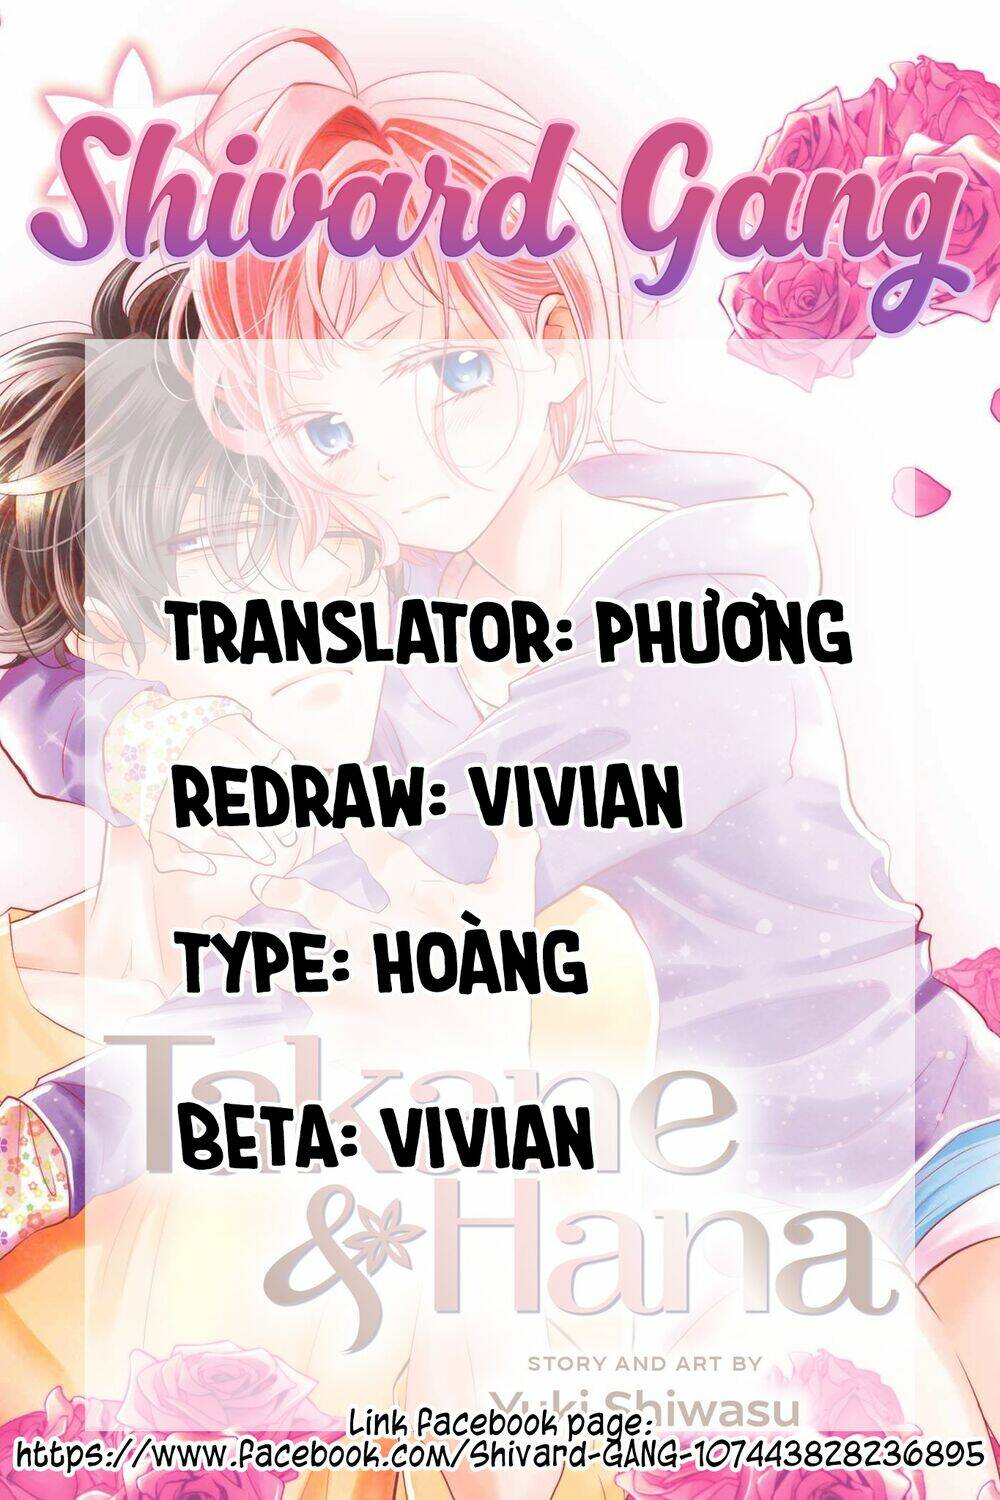 Shivard Gang
TRANSLATOR: PHƯƠNG
REDRAW: VIVIAN
TYPE: HOÀNG
Takane
BETA: VIVIAN
& Hana
STORY AND ART BY
Yuki Shiwasu
Link Facebook page:
https://www.facebook.com/Shivard-GANG-107443828236895